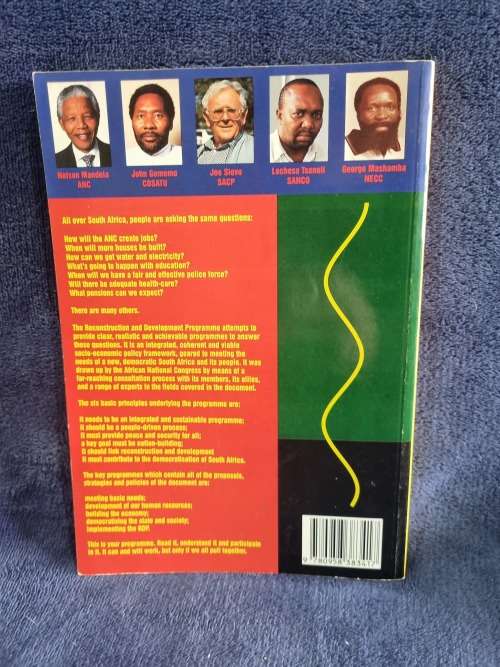 Nelson Mandela
ANC
John Gomomo
COSATU
Joe Slovo
SACP
Lechesa Tsenoli
SANCO
George Mashamba
NECC
All over South Africa, people are asking the same questions:
How will the ANC create jobs?
When will more houses be built?
How can we get water and electricity?
What's going to happen with education?
When will we have a fair and effective police force?
Will there be adequate health-care?
What pensions can we expect?
There are many others.
The Reconstruction and Development Programme attempts to
provide clear, realistic and achievable programmes to answer
these questions. It is an integrated, coherent and viable
socio-economic policy framework, geared to meeting the
needs of a new, democratic South Africa and its people. It was
drawn up by the African National Congress by means of a
far-reaching consultation process with its members, its allies,
and a range of experts in the fields covered in the document.
The six basic principles underlying the programme are:
it needs to be an integrated and sustainable programme;
it should be a people-driven process;
it must provide peace and security for all;
a key goal must be nation-building;
it should link reconstruction and development
it must contribute to the democratisation of South Africa.
The key programmes which contain all of the proposals,
strategies and policies of the document are:
meeting basic needs;
development of our human resources;
building the economy;
democratising the state and society;
implementing the RDP.
This is your programme. Read it, understand it and participate
in it. It can and will work, but only if we all pull together.
9 780958 383417